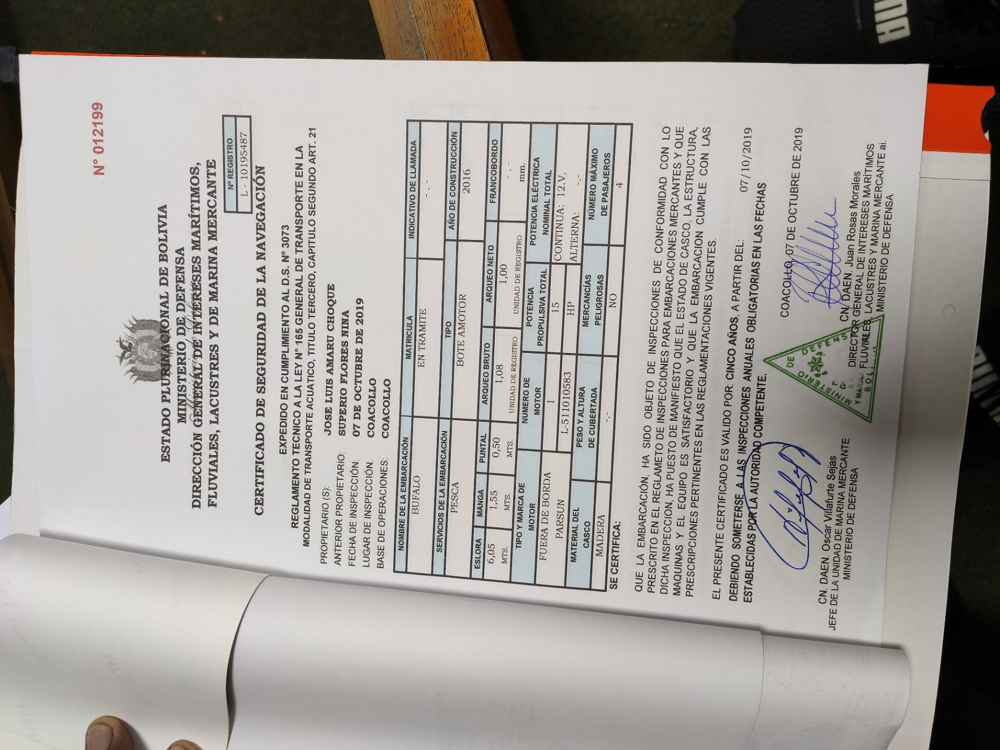 Nº 012199
ESTADO PLURINACIONAL DE BOLIVIA
MINISTERIO DE DEFENSA
DIRECCIÓN GENERAL DE INTERESES MARÍTIMOS,
FLUVIALES, LACUSTRES Y DE MARINA MERCANTE
Nº REGISTRO
L - 10195487
CERTIFICADO DE SEGURIDAD DE LA NAVEGACIÓN
EXPEDIDO EN CUMPLIMIENTO AL D.S. Nº 3073
REGLAMENTO TECNICO A LA LEY N° 165 GENERAL DE TRANSPORTE EN LA
MODALIDAD DE TRANSPORTE ACUATICO, TITULO TERCERO, CAPITULO SEGUNDO ART. 21
PROPIETARIO (S): JOSE LUIS AMARU CHOQUE
ANTERIOR PROPIETARIO: SUPERIO FLORES NINA
FECHA DE INSPECCIÓN: 07 DE OCTUBRE DE 2019
LUGAR DE INSPECCIÓN. COACOLLO
BASE DE OPERACIONES: COACOLLO
NOMBRE DE LA EMBARCACIÓN MATRICULA INDICATIVO DE LLAMADA
BUFALO EN TRAMITE -.-
SERVICIOS DE LA EMBARCACIÓN TIPO AÑO DE CONSTRUCCIÓN
PESCA BOTE AMOTOR 2016
ESLORA MANGA PUNTAL ARQUEO BRUTO ARQUEO NETO FRANCOBORDO
6,05 1,55 0,50 1,08 1,00 -.-
MTS. MTS. MTS. UNIDAD DE REGISTRO UNIDAD DE REGISTRO mm.
TIPO Y MARCA DE MOTOR NUMERO DE MOTOR POTENCIA PROPULSIVA TOTAL POTENCIA ELÉCTRICA NOMINAL TOTAL
FUERA DE BORDA 1 15 CONTINUA: 12.V.
PARSUN L-511010583 HP ALTERNA: -.-
MATERIAL DEL CASCO PESO Y ALTURA DE CUBERTADA MERCANCÍAS PELIGROSAS NÚMERO MÁXIMO DE PASAJEROS
MADERA -.- NO 4
SE CERTIFICA:
QUE LA EMBARCACIÓN, HA SIDO OBJETO DE INSPECCIONES DE CONFORMIDAD CON LO
PRESCRITO EN EL REGLAMETO DE INSPECCIONES PARA EMBARCACIONES MERCANTES Y QUE
DICHA INSPECCION, HA PUESTO DE MANIFIESTO QUE EL ESTADO DE CASCO, LA ESTRUCTURA,
MAQUINAS Y EL EQUIPO ES SATISFACTORIO Y QUE LA EMBARCACION CUMPLE CON LAS
PRESCRIPCIONES PERTINENTES EN LAS REGLAMENTACIONES VIGENTES.
EL PRESENTE CERTIFICADO ES VALIDO POR: CINCO AÑOS, A PARTIR DEL: 07/10/2019
DEBIENDO SOMETERSE A LAS INSPECCIONES ANUALES OBLIGATORIAS EN LAS FECHAS
ESTABLECIDAS POR LA AUTORIDAD COMPETENTE.
COACOLLO, 07 DE OCTUBRE DE 2019
CN. DAEN. Oscar Villafurte Sejas
JEFE DE LA UNIDAD DE MARINA MERCANTE
MINISTERIO DE DEFENSA
MINISTERIO DE DEFENSA
Y MARINA
BOLI
CN. DAEN. Juan Rosas Morales
DIRECTOR GENERAL DE INTERESES MARÍTIMOS
FLUVIALES, LACUSTRES Y MARINA MERCANTE ai.
MINISTERIO DE DEFENSA
PUMA